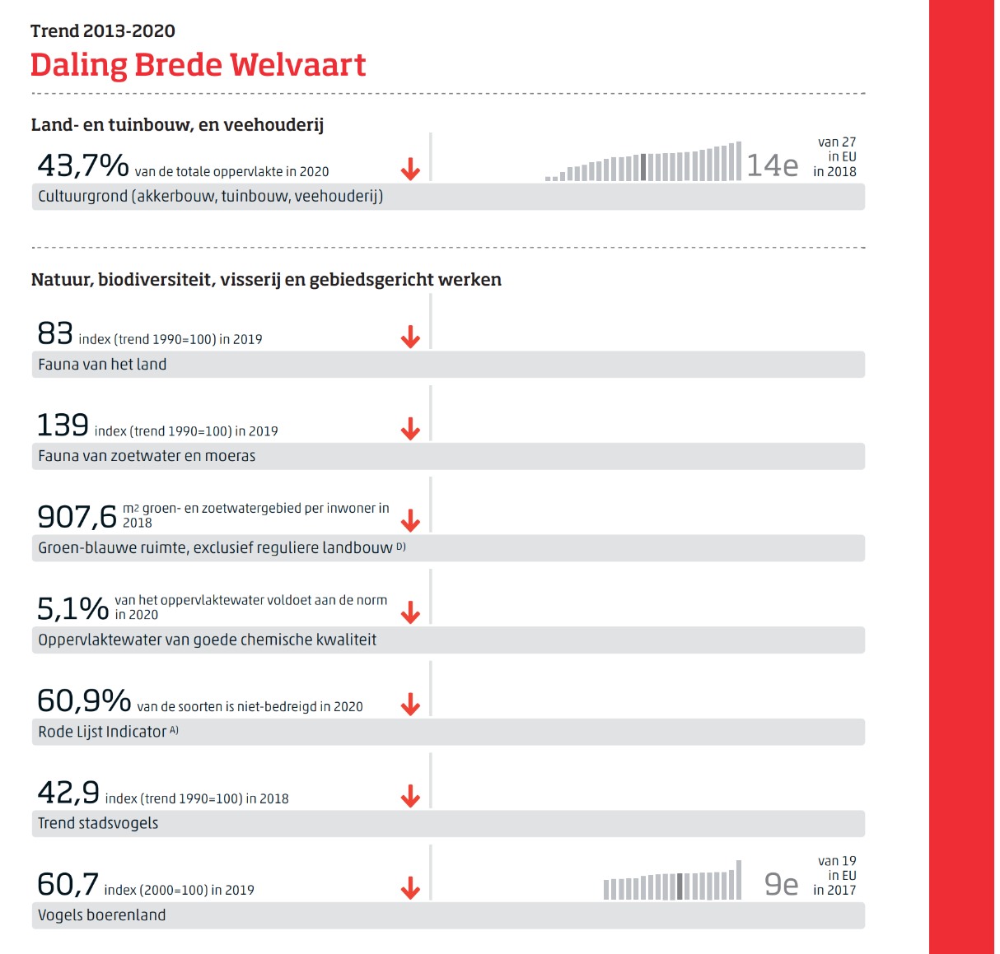 Trend 2013-2020
Daling Brede Welvaart
Land- en tuinbouw, en veehouderij
43,7% van de totale oppervlakte in 2020
14e
van 27
in EU
in 2018
Cultuurgrond (akkerbouw, tuinbouw, veehouderij)
Natuur, biodiversiteit, visserij en gebiedsgericht werken
83 index (trend 1990=100) in 2019
Fauna van het land
139 index (trend 1990=100) in 2019
Fauna van zoetwater en moeras
907,6 m2 groen- en zoetwatergebied per inwoner in
2018
Groen-blauwe ruimte, exclusief reguliere landbouw D)
5,1% van het oppervlaktewater voldoet aan de norm
in 2020
Oppervlaktewater van goede chemische kwaliteit
60,9% van de soorten is niet-bedreigd in 2020
Rode Lijst Indicator A)
42,9 index (trend 1990=100) in 2018
Trend stadsvogels
60,7 index (2000=100) in 2019
9e
van 19
in EU
in 2017
Vogels boerenland